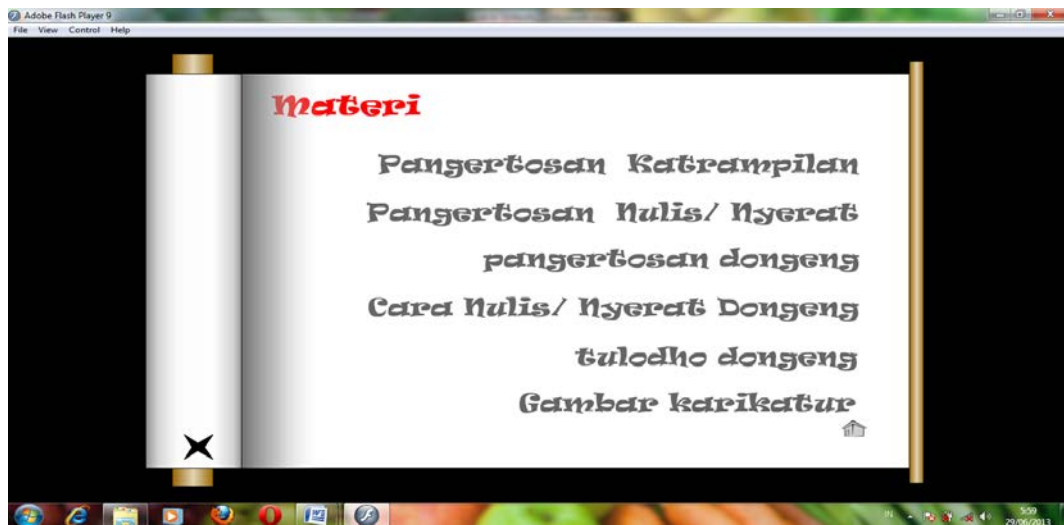 Adobe Flash Player 9
File View Control Help
Materi
Pangertosan Katrampilan
Pangertosan Nulis/ Nyerat
pangertosan dongeng
Cara Nulis/ Nyerat Dongeng
tulodho dongeng
Gambar karikatur
IN
5:59
29/06/2013